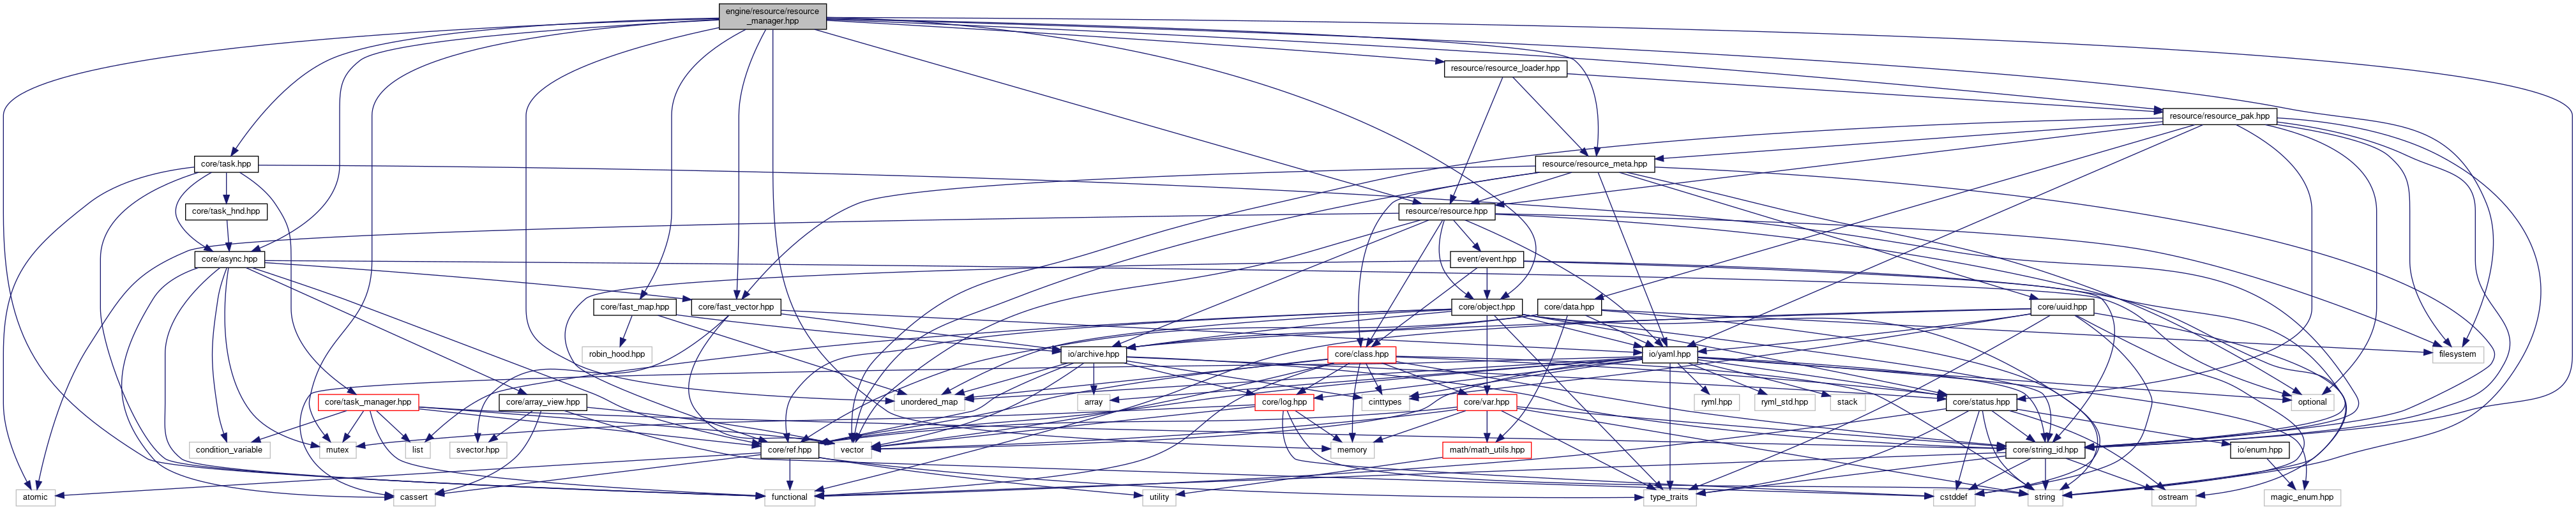 engine/resource/resource
_manager.hpp
resource/resource_loader.hpp
resource/resource_pak.hpp
core/task.hpp
resource/resource_meta.hpp
core/task_hnd.hpp
resource/resource.hpp
core/async.hpp
event/event.hpp
core/fast_map.hpp
core/fast_vector.hpp
core/object.hpp
core/data.hpp
core/uuid.hpp
robin_hood.hpp
io/archive.hpp
core/class.hpp
io/yaml.hpp
filesystem
core/task_manager.hpp
core/array_view.hpp
unordered_map
array
core/log.hpp
cinttypes
core/var.hpp
ryml.hpp
ryml_std.hpp
stack
core/status.hpp
optional
condition_variable
mutex
list
svector.hpp
core/ref.hpp
vector
memory
math/math_utils.hpp
core/string_id.hpp
io/enum.hpp
atomic
cassert
functional
utility
type_traits
cstddef
string
ostream
magic_enum.hpp